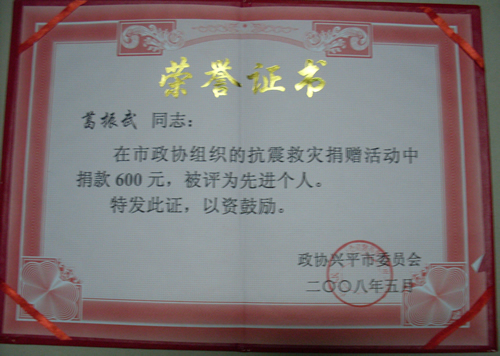 荣誉证书
葛振武 同志：
在市政协组织的抗震救灾捐赠活动中
捐款600元，被评为先进个人。
特发此证，以资鼓励。
政协兴平市委员会
二〇〇八年五月